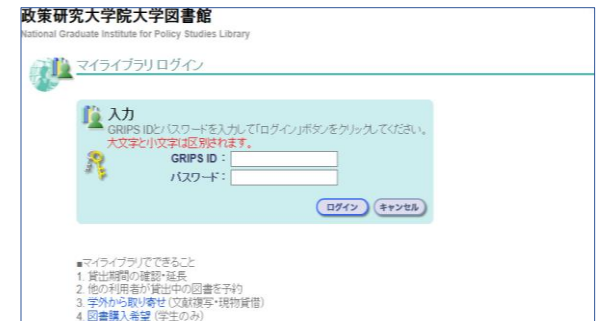 政策研究大学院大学図書館
National Graduate Institute for Policy Studies Library
マイライブラリ ログイン
入力
GRIPS IDとパスワードを入力して「ログイン」ボタンをクリックしてください。
大文字と小文字は区別されます。
GRIPS ID：
パスワード：
ログイン キャンセル
■マイライブラリでできること
1. 貸出期間の確認・延長
2. 他の利用者が貸出中の図書を予約
3. 学外から取り寄せ (文献複写・現物貸借)
4. 図書購入希望 (学生のみ)